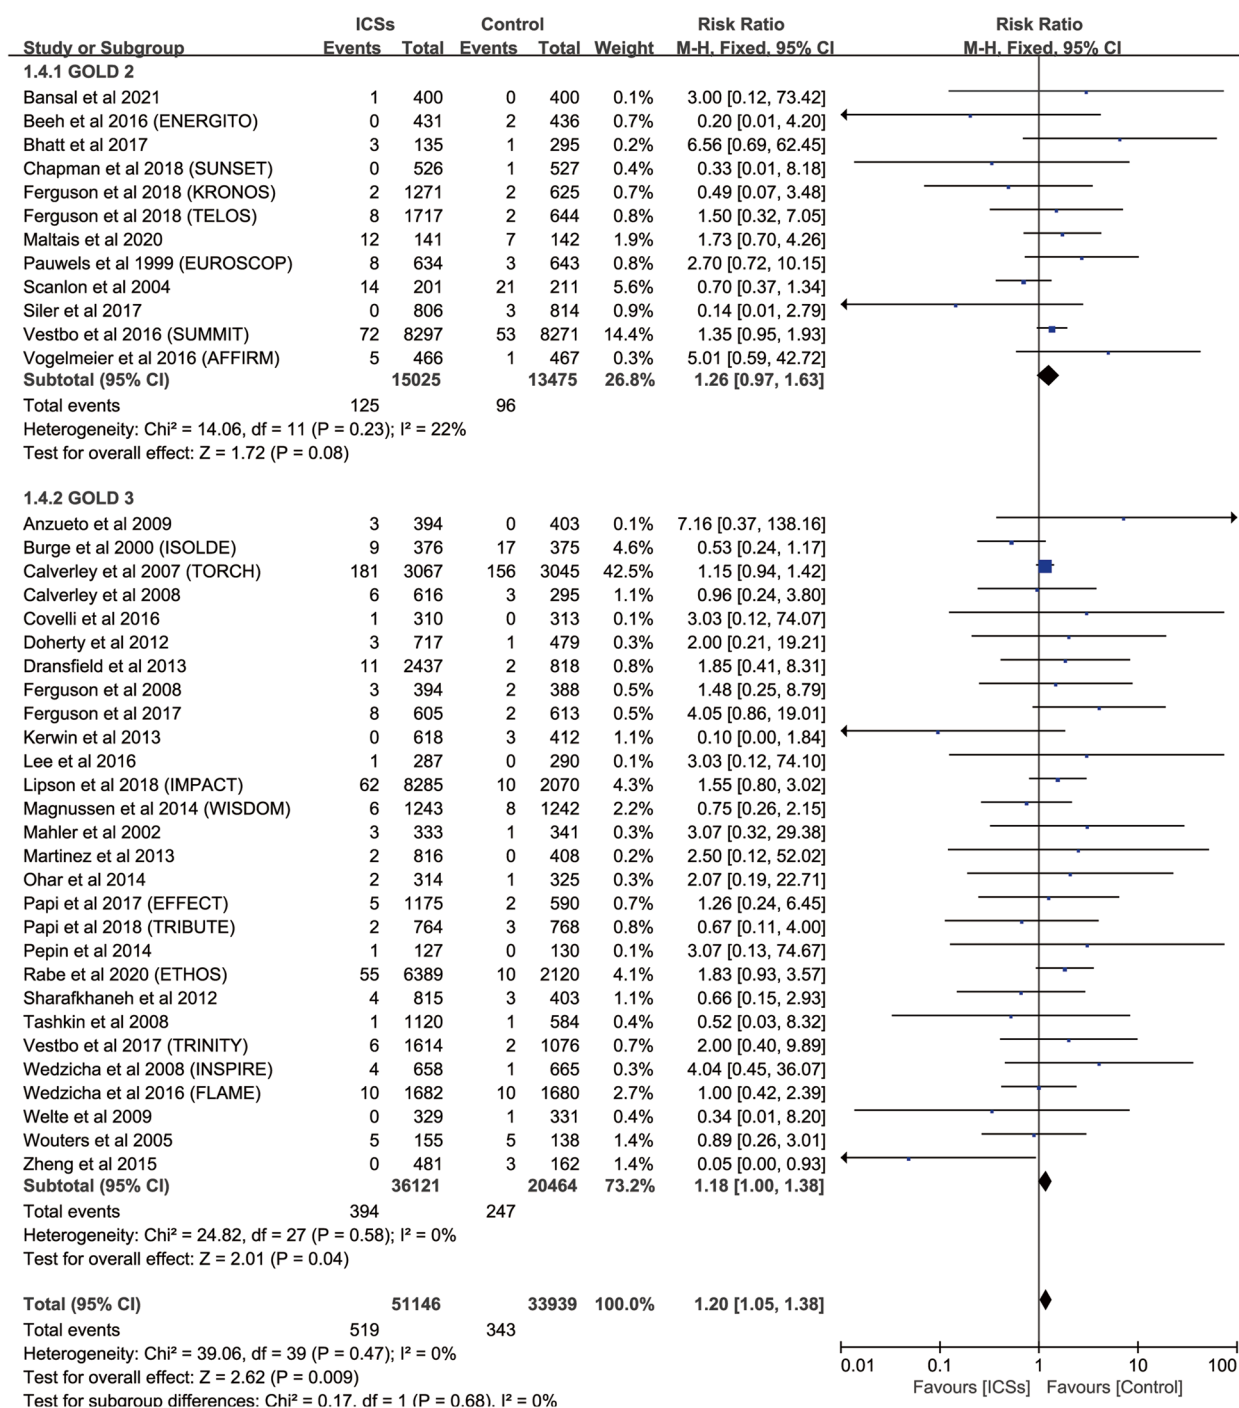 ICSs Control Risk Ratio Risk Ratio
Study or Subgroup Events Total Events Total Weight M-H, Fixed, 95% CI M-H, Fixed, 95% CI
1.4.1 GOLD 2
Bansal et al 2021 1 400 0 400 0.1% 3.00 [0.12, 73.42]
Beeh et al 2016 (ENERGITO) 0 431 2 436 0.7% 0.20 [0.01, 4.20]
Bhatt et al 2017 3 135 1 295 0.2% 6.56 [0.69, 62.45]
Chapman et al 2018 (SUNSET) 0 526 1 527 0.4% 0.33 [0.01, 8.18]
Ferguson et al 2018 (KRONOS) 2 1271 2 625 0.7% 0.49 [0.07, 3.48]
Ferguson et al 2018 (TELOS) 8 1717 2 644 0.8% 1.50 [0.32, 7.05]
Maltais et al 2020 12 141 7 142 1.9% 1.73 [0.70, 4.26]
Pauwels et al 1999 (EUROSCOP) 8 634 3 643 0.8% 2.70 [0.72, 10.15]
Scanlon et al 2004 14 201 21 211 5.6% 0.70 [0.37, 1.34]
Siler et al 2017 0 806 3 814 0.9% 0.14 [0.01, 2.79]
Vestbo et al 2016 (SUMMIT) 72 8297 53 8271 14.4% 1.35 [0.95, 1.93]
Vogelmeier et al 2016 (AFFIRM) 5 466 1 467 0.3% 5.01 [0.59, 42.72]
Subtotal (95% CI) 15025 13475 26.8% 1.26 [0.97, 1.63]
Total events 125 96
Heterogeneity: Chi² = 14.06, df = 11 (P = 0.23); I² = 22%
Test for overall effect: Z = 1.72 (P = 0.08)
1.4.2 GOLD 3
Anzueto et al 2009 3 394 0 403 0.1% 7.16 [0.37, 138.16]
Burge et al 2000 (ISOLDE) 9 376 17 375 4.6% 0.53 [0.24, 1.17]
Calverley et al 2007 (TORCH) 181 3067 156 3045 42.5% 1.15 [0.94, 1.42]
Calverley et al 2008 6 616 3 295 1.1% 0.96 [0.24, 3.80]
Covelli et al 2016 1 310 0 313 0.1% 3.03 [0.12, 74.07]
Doherty et al 2012 3 717 1 479 0.3% 2.00 [0.21, 19.21]
Dransfield et al 2013 11 2437 2 818 0.8% 1.85 [0.41, 8.31]
Ferguson et al 2008 3 394 2 388 0.5% 1.48 [0.25, 8.79]
Ferguson et al 2017 8 605 2 613 0.5% 4.05 [0.86, 19.01]
Kerwin et al 2013 0 618 3 412 1.1% 0.10 [0.00, 1.84]
Lee et al 2016 1 287 0 290 0.1% 3.03 [0.12, 74.10]
Lipson et al 2018 (IMPACT) 62 8285 10 2070 4.3% 1.55 [0.80, 3.02]
Magnussen et al 2014 (WISDOM) 6 1243 8 1242 2.2% 0.75 [0.26, 2.15]
Mahler et al 2002 3 333 1 341 0.3% 3.07 [0.32, 29.38]
Martinez et al 2013 2 816 0 408 0.2% 2.50 [0.12, 52.02]
Ohar et al 2014 2 314 1 325 0.3% 2.07 [0.19, 22.71]
Papi et al 2017 (EFFECT) 5 1175 2 590 0.7% 1.26 [0.24, 6.45]
Papi et al 2018 (TRIBUTE) 2 764 3 768 0.8% 0.67 [0.11, 4.00]
Pepin et al 2014 1 127 0 130 0.1% 3.07 [0.13, 74.67]
Rabe et al 2020 (ETHOS) 55 6389 10 2120 4.1% 1.83 [0.93, 3.57]
Sharafkhaneh et al 2012 4 815 3 403 1.1% 0.66 [0.15, 2.93]
Tashkin et al 2008 1 1120 1 584 0.4% 0.52 [0.03, 8.32]
Vestbo et al 2017 (TRINITY) 6 1614 2 1076 0.7% 2.00 [0.40, 9.89]
Wedzicha et al 2008 (INSPIRE) 4 658 1 665 0.3% 4.04 [0.45, 36.07]
Wedzicha et al 2016 (FLAME) 10 1682 10 1680 2.7% 1.00 [0.42, 2.39]
Welte et al 2009 0 329 1 331 0.4% 0.34 [0.01, 8.20]
Wouters et al 2005 5 155 5 138 1.4% 0.89 [0.26, 3.01]
Zheng et al 2015 0 481 3 162 1.4% 0.05 [0.00, 0.93]
Subtotal (95% CI) 36121 20464 73.2% 1.18 [1.00, 1.38]
Total events 394 247
Heterogeneity: Chi² = 24.82, df = 27 (P = 0.58); I² = 0%
Test for overall effect: Z = 2.01 (P = 0.04)
Total (95% CI) 51146 33939 100.0% 1.20 [1.05, 1.38]
Total events 519 343
Heterogeneity: Chi² = 39.06, df = 39 (P = 0.47); I² = 0%
Test for overall effect: Z = 2.62 (P = 0.009)
Test for subgroup differences: Chi² = 0.17, df = 1 (P = 0.68), I² = 0%
0.01 0.1 1 10 100
Favours [ICSs] Favours [Control]